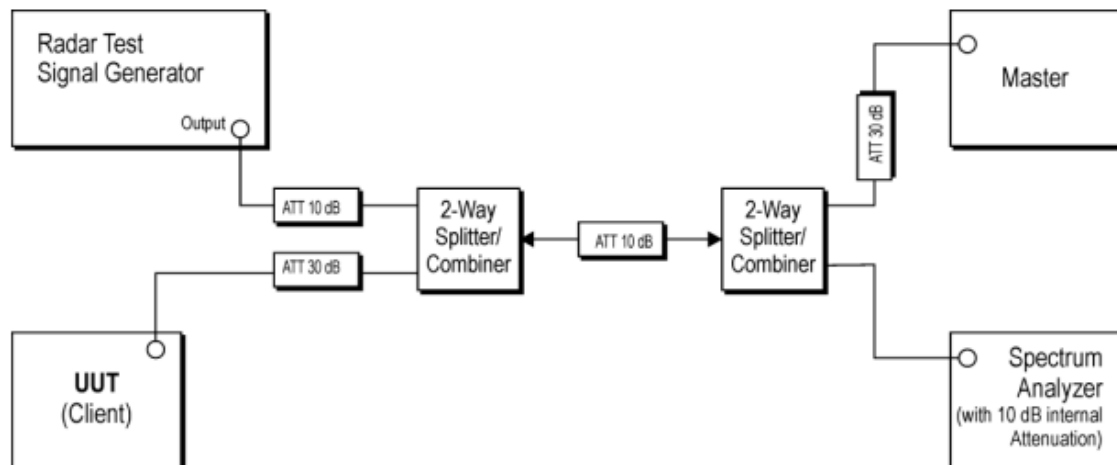 Radar Test
Signal Generator
Output
ATT 10 dB
ATT 30 dB
UUT
(Client)
2-Way
Splitter/
Combiner
ATT 10 dB
2-Way
Splitter/
Combiner
ATT 30 dB
Master
Spectrum
Analyzer
(with 10 dB internal
Attenuation)